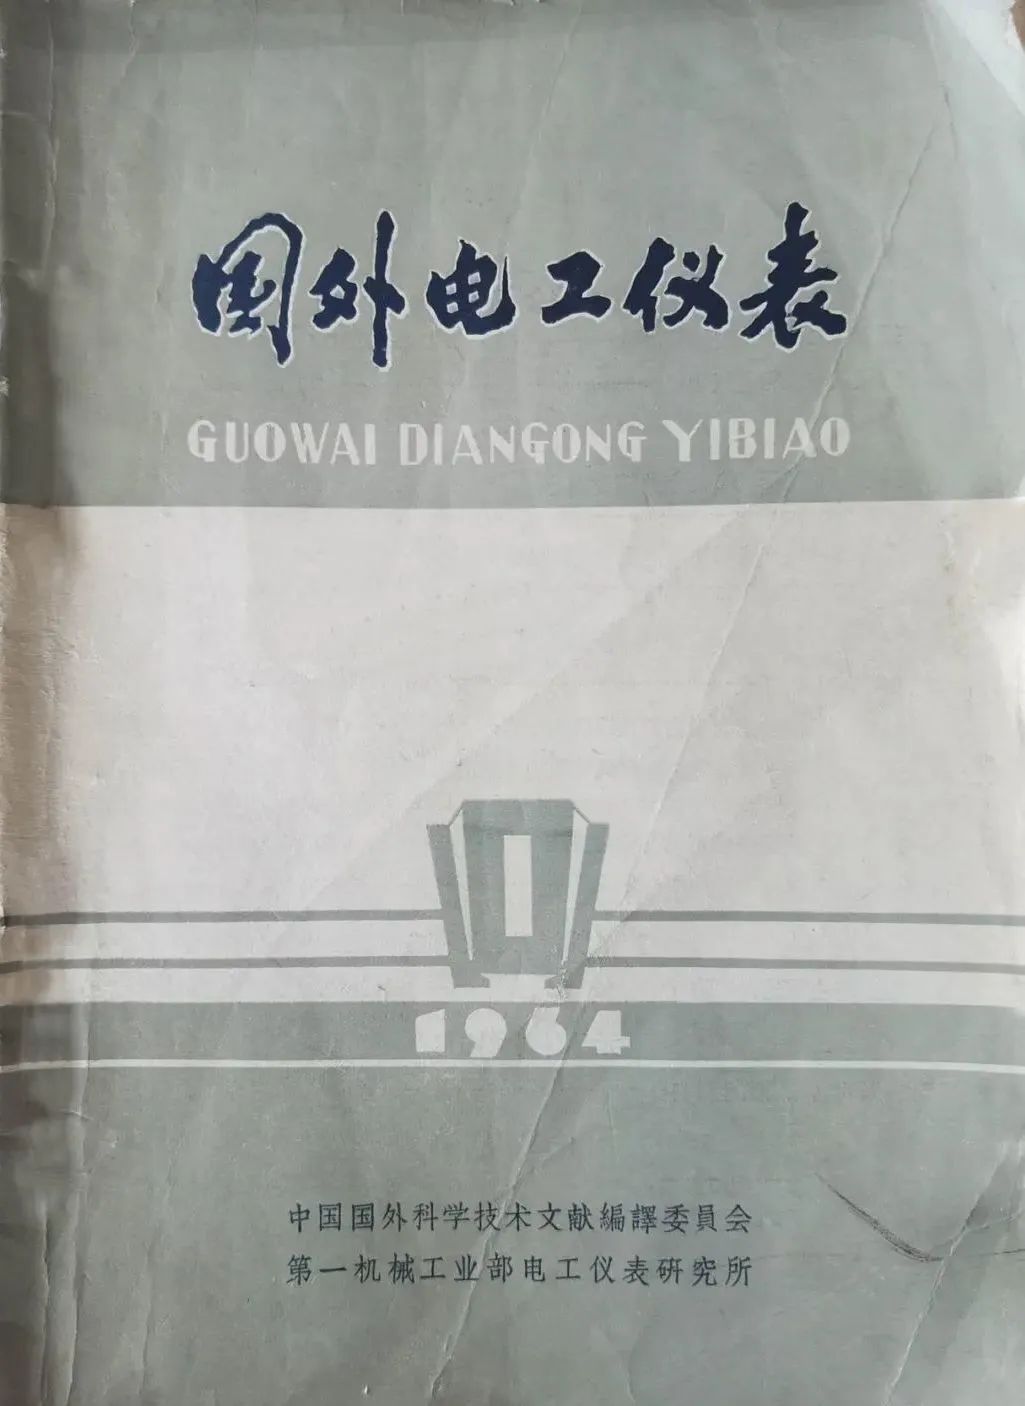 国外电工仪表
GUOWAI DIANGONG YIBIAO
1
1964
中国国外科学技术文献編譯委員会
第一机械工业部电工仪表研究所